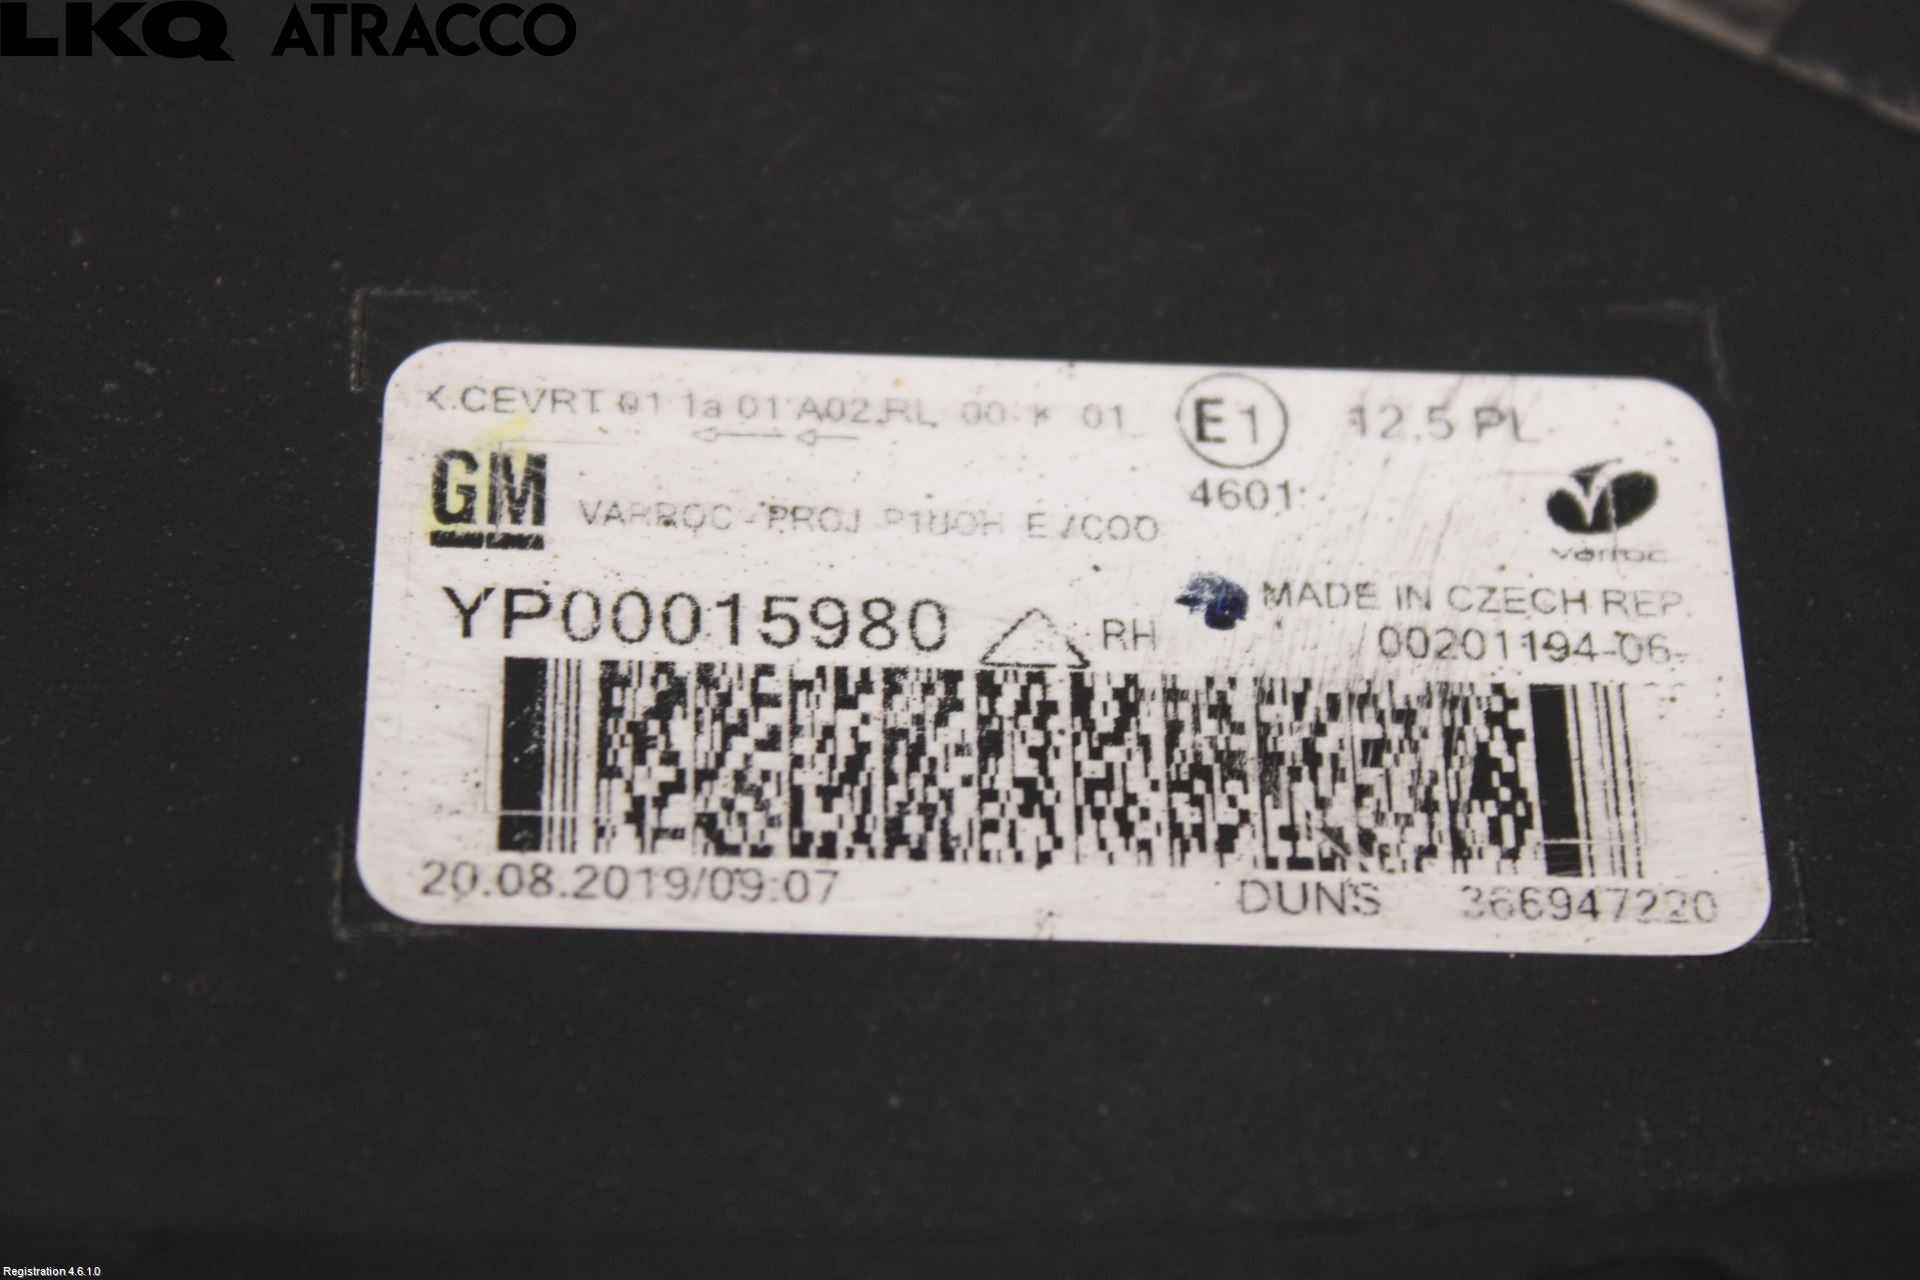 LKQ ATRACCO
X.CEVRT 01 1a 01 A02 RL 00 K 01 E1 12.5 PL
GM
VARROC - PROJ 4601
varroc
YP00015980 RH MADE IN CZECH REP.
00201194-06-
20.08.2019/09:07 DUNS 366947220
Registration 4.6.1.0